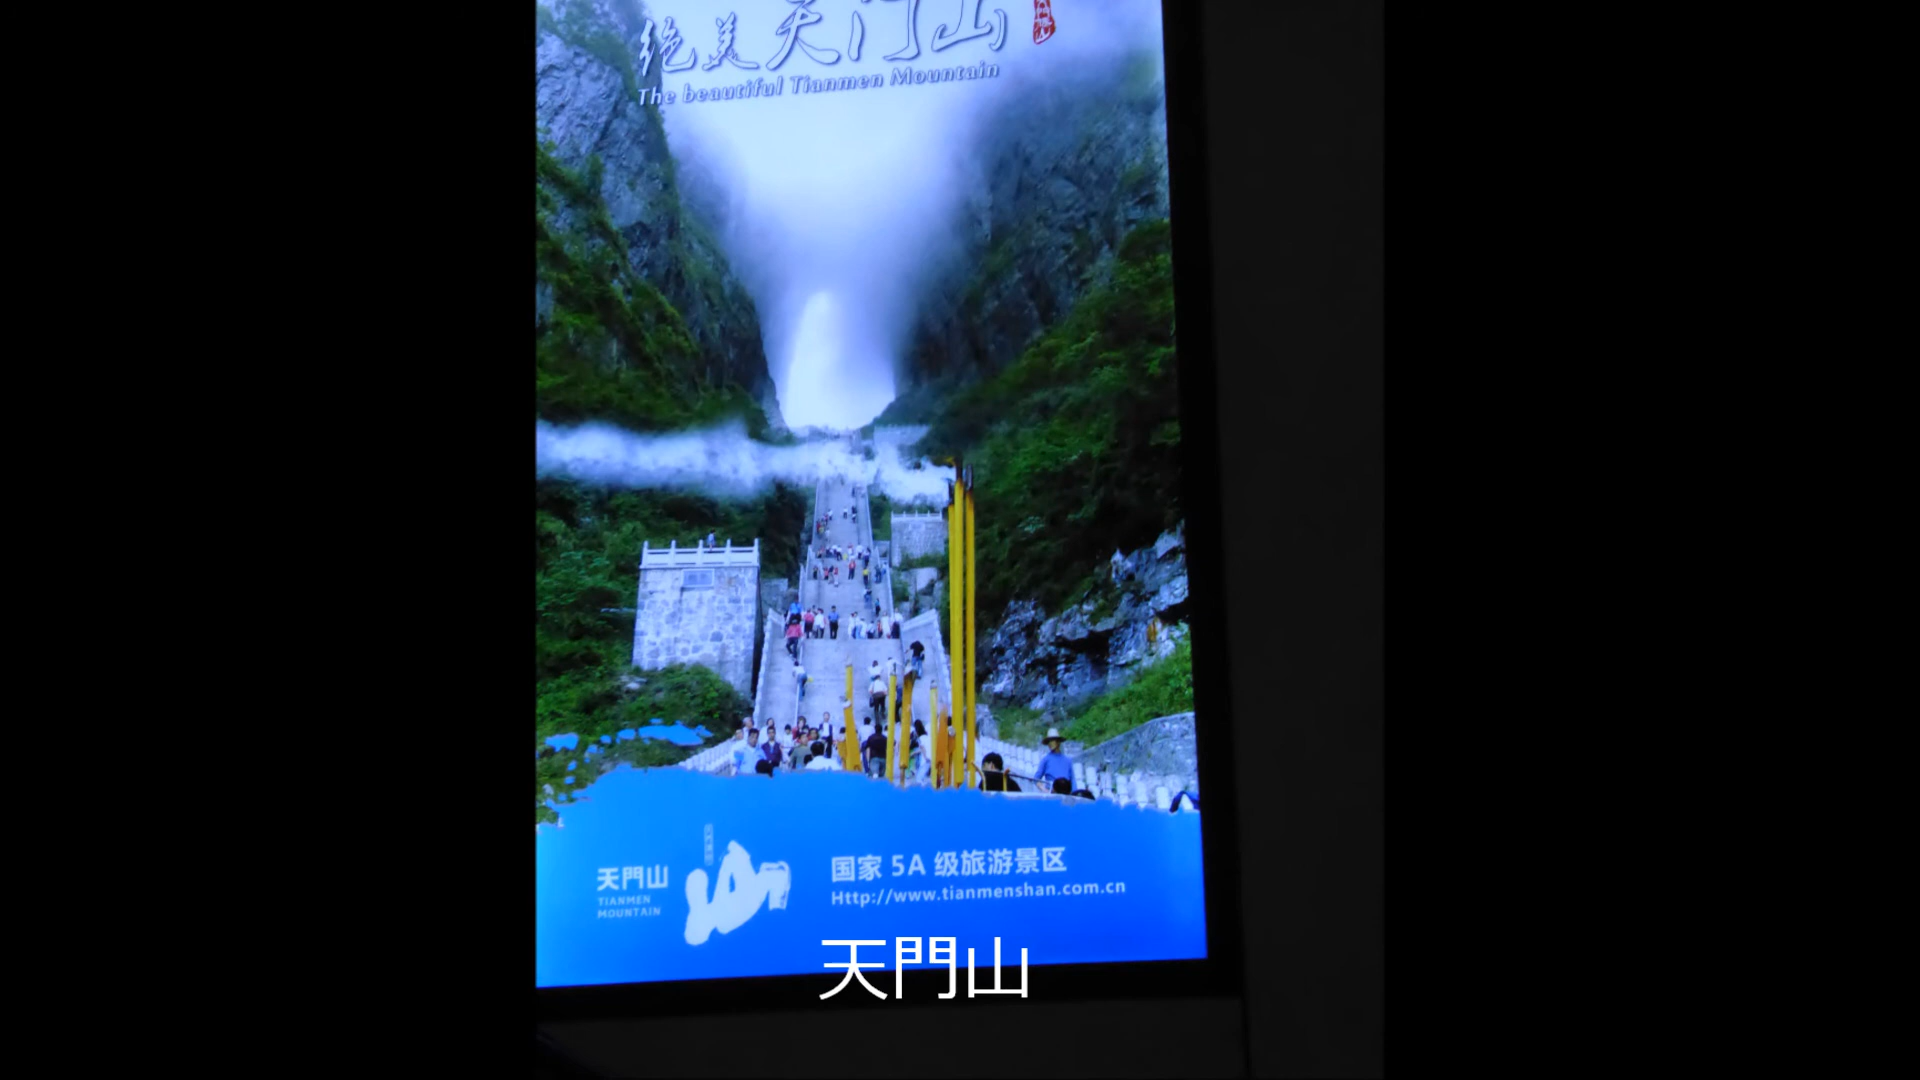 绝美天门山
The beautiful Tianmen Mountain
天門山
TIANMEN
MOUNTAIN
国家 5A 级旅游景区
Http://www.tianmenshan.com.cn
天門山